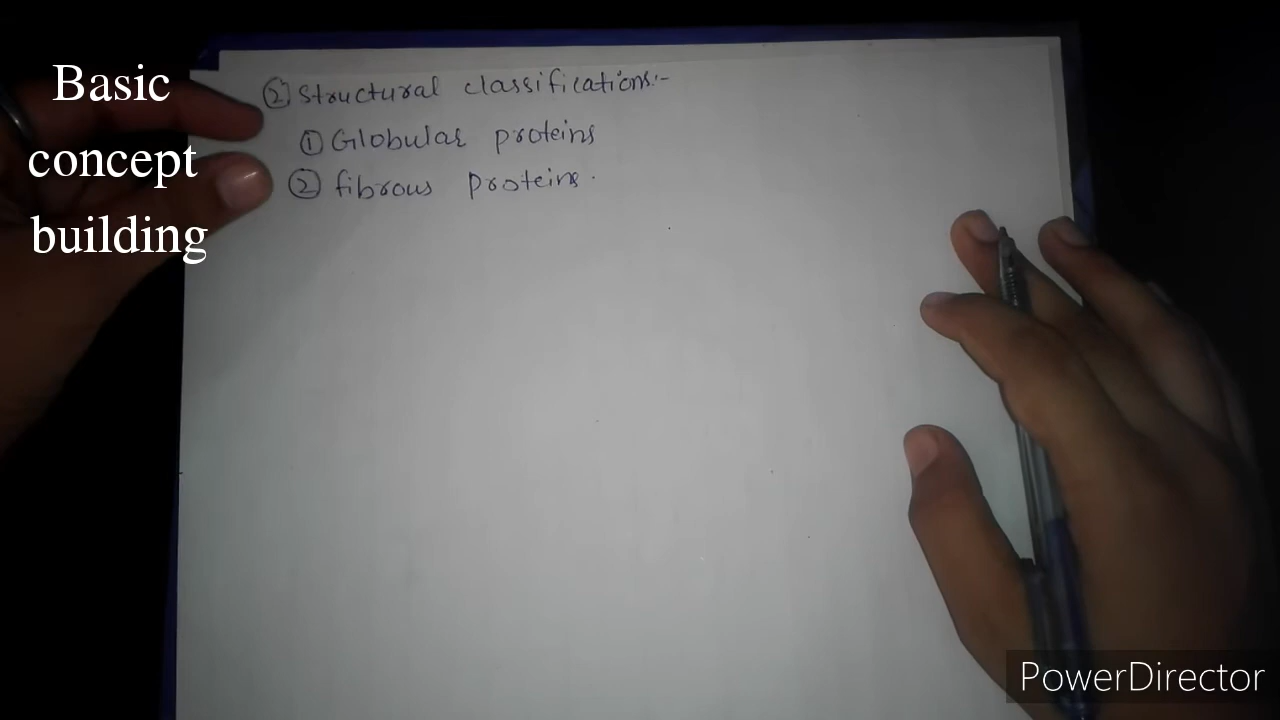 Basic
concept
building
② Structural classifications:-
① Globular proteins
② fibrous proteins.
PowerDirector